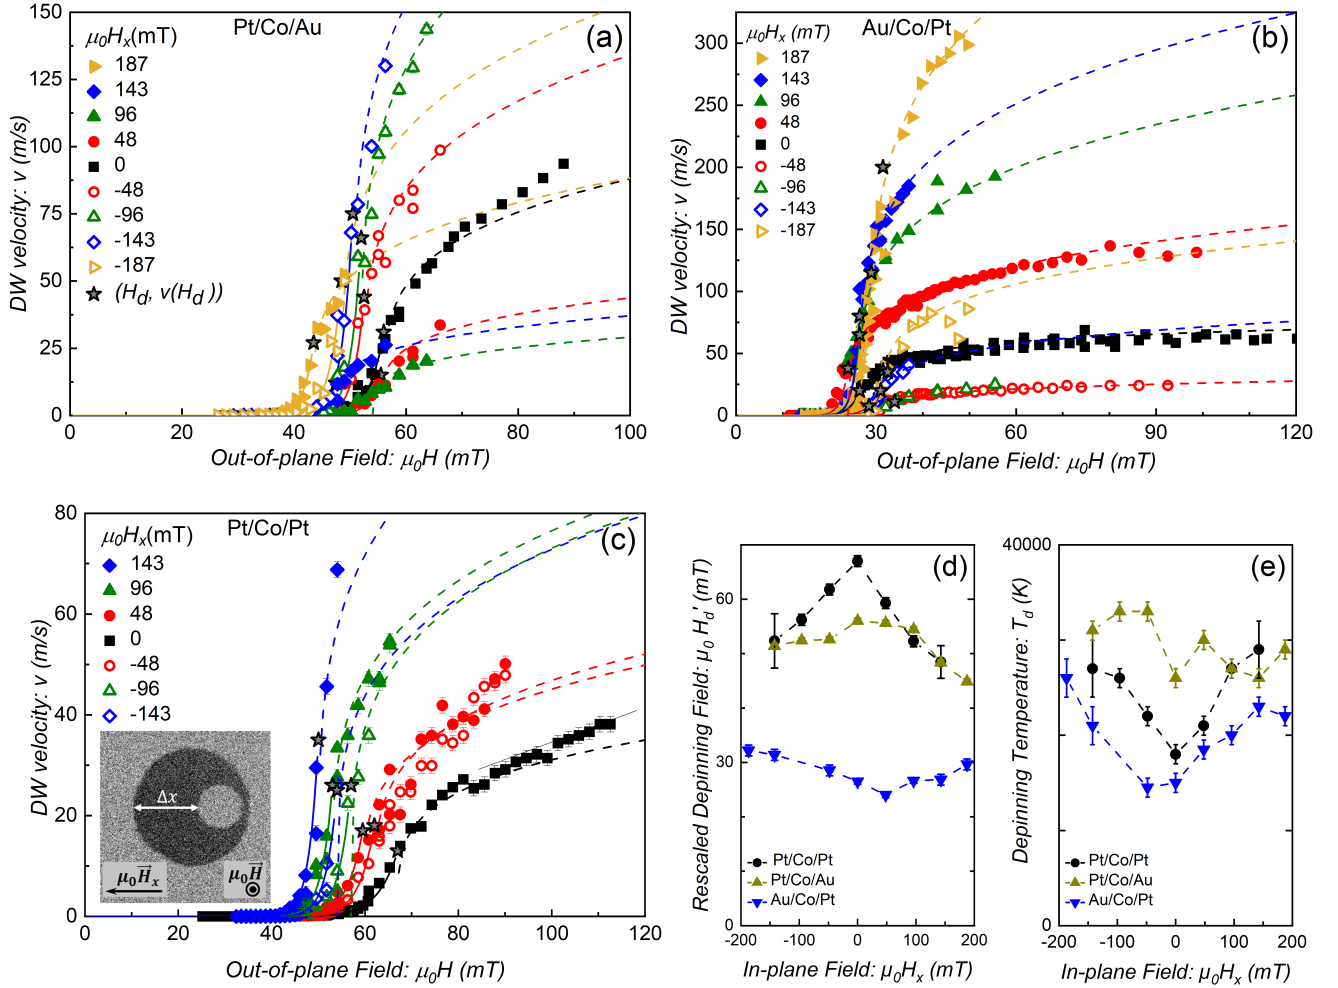 Pt/Co/Au
(a)
μ₀Hₓ(mT)
187
143
96
48
0
-48
-96
-143
-187
(H_d, v(H_d))
DW velocity: v (m/s)
150
125
100
75
50
25
0
0 20 40 60 80 100
Out-of-plane Field: μ₀H (mT)
Au/Co/Pt
(b)
μ₀Hₓ (mT)
187
143
96
48
0
-48
-96
-143
-187
DW velocity: v (m/s)
300
250
200
150
100
50
0
0 30 60 90 120
Out-of-plane Field: μ₀H (mT)
Pt/Co/Pt
(c)
μ₀Hₓ(mT)
143
96
48
0
-48
-96
-143
Δx
μ₀H⃗ₓ
μ₀H⃗
DW velocity: v (m/s)
80
60
40
20
0
0 20 40 60 80 100 120
Out-of-plane Field: μ₀H (mT)
(d)
Rescaled Depinning Field: μ₀ H_d' (mT)
60
30
0
Pt/Co/Pt
Pt/Co/Au
Au/Co/Pt
-200 -100 0 100 200
In-plane Field: μ₀Hₓ (mT)
(e)
Depinning Temperature: T_d (K)
40000
0
Pt/Co/Pt
Pt/Co/Au
Au/Co/Pt
-200 -100 0 100 200
In-plane Field: μ₀Hₓ (mT)